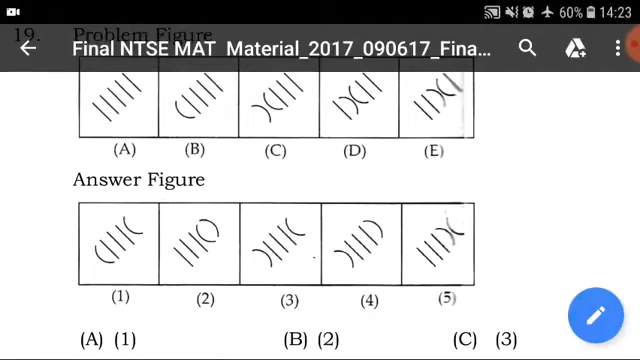 14:23
60%
19. Problem Figure
Final NTSE MAT Material_2017_090617_Fina...
(A) (B) (C) (D) (E)
Answer Figure
(1) (2) (3) (4) (5)
(A) (1) (B) (2) (C) (3)